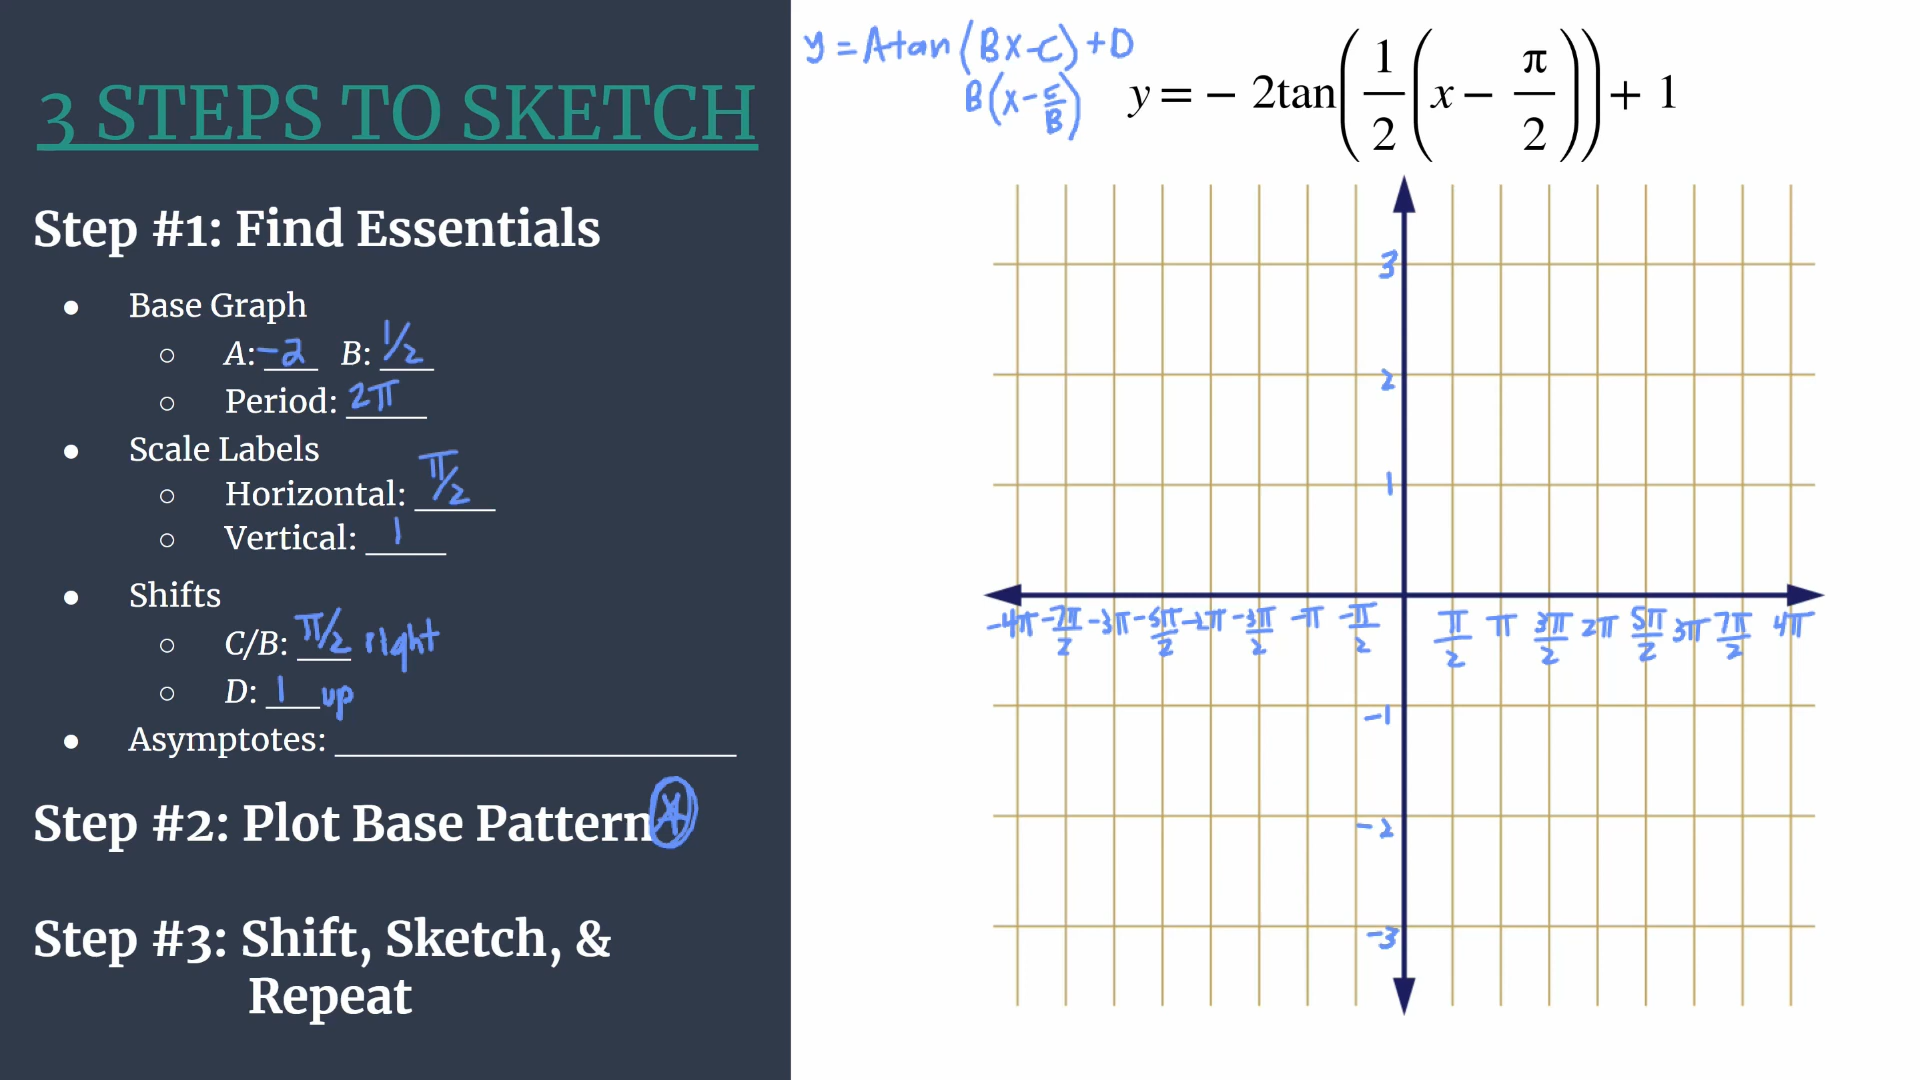 3 STEPS TO SKETCH
Step #1: Find Essentials
● Base Graph
○ A: -2 B: 1/2
○ Period: 2π
● Scale Labels
○ Horizontal: π/2
○ Vertical: 1
● Shifts
○ C/B: π/2 right
○ D: 1 up
● Asymptotes:
Step #2: Plot Base Pattern
Step #3: Shift, Sketch, &
Repeat
y = A tan (Bx-C) + D
B(x - C/B)
y = − 2tan(1/2(x − π/2)) + 1
3
2
1
-4π -7π/2 -3π -5π/2 -2π -3π/2 -π -π/2 π/2 π 3π/2 2π 5π/2 3π 7π/2 4π
-1
-2
-3